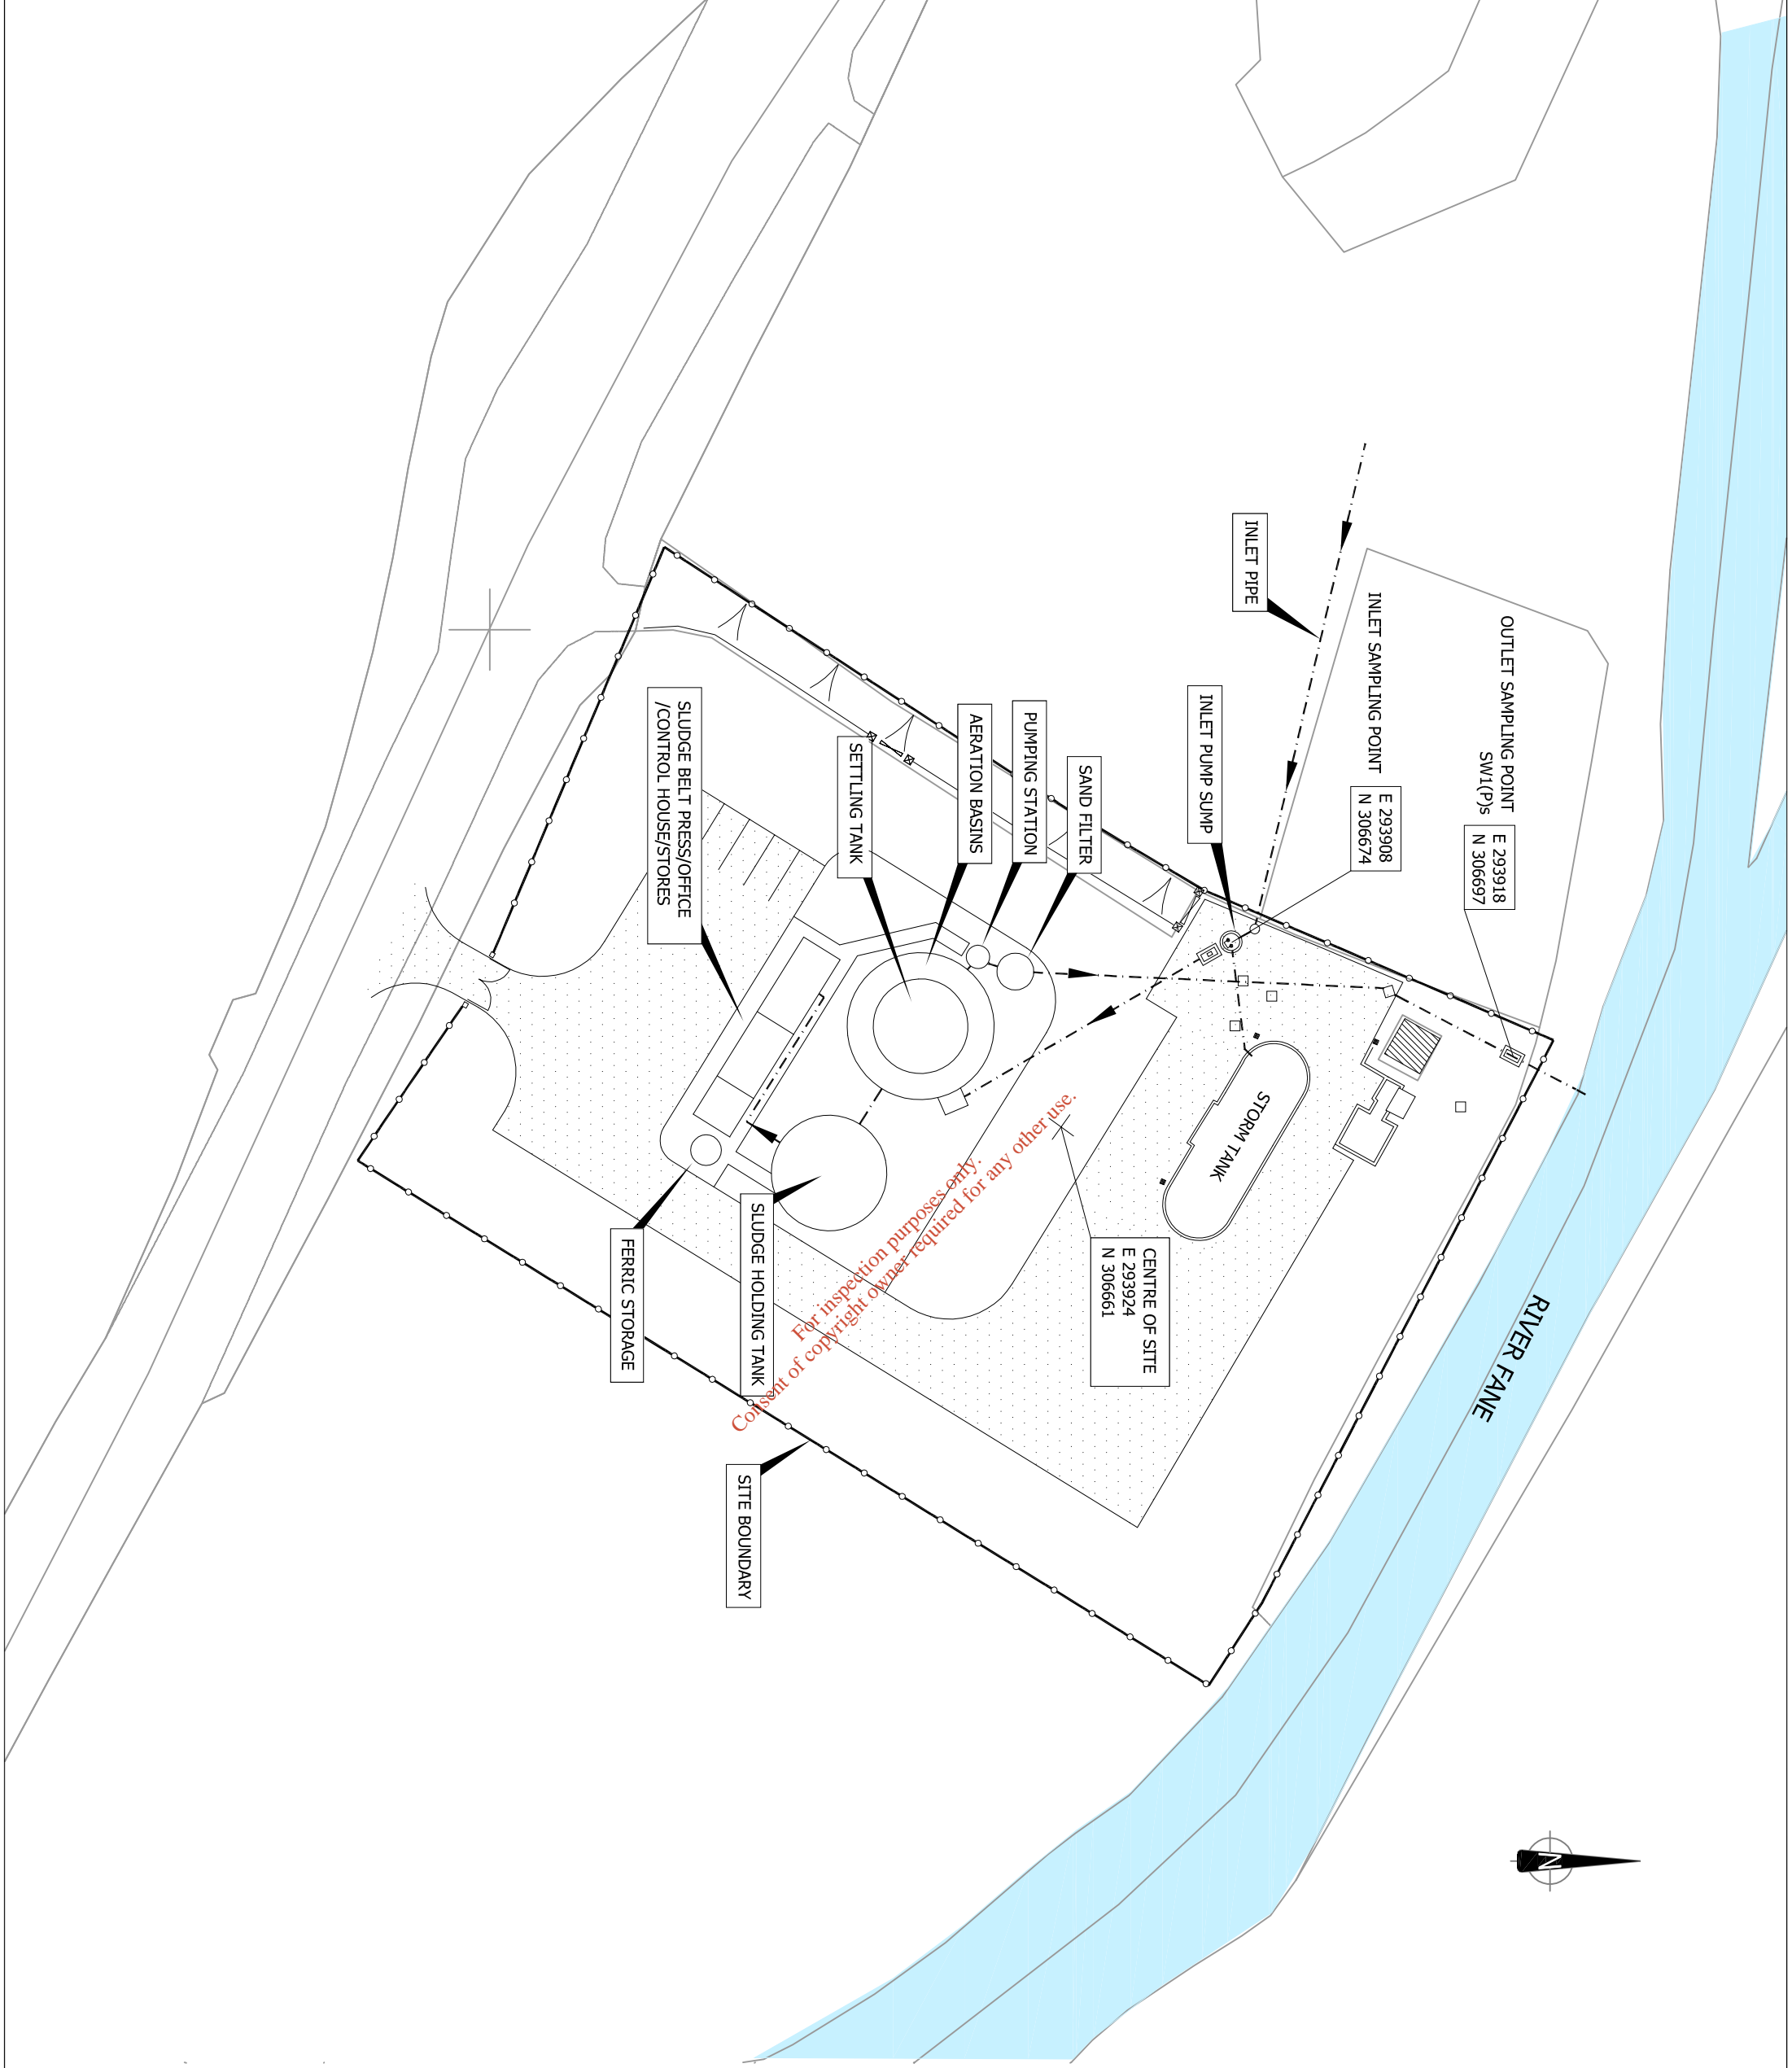 OUTLET SAMPLING POINT
SW1(P)s
E 293918
N 306697
INLET SAMPLING POINT
E 293908
N 306674
INLET PIPE
INLET PUMP SUMP
SAND FILTER
PUMPING STATION
AERATION BASINS
SETTLING TANK
SLUDGE BELT PRESS/OFFICE
/CONTROL HOUSE/STORES
STORM TANK
CENTRE OF SITE
E 293924
N 306661
SLUDGE HOLDING TANK
FERRIC STORAGE
SITE BOUNDARY
RIVER FANE
N
For inspection purposes only.
Consent of copyright owner required for any other use.